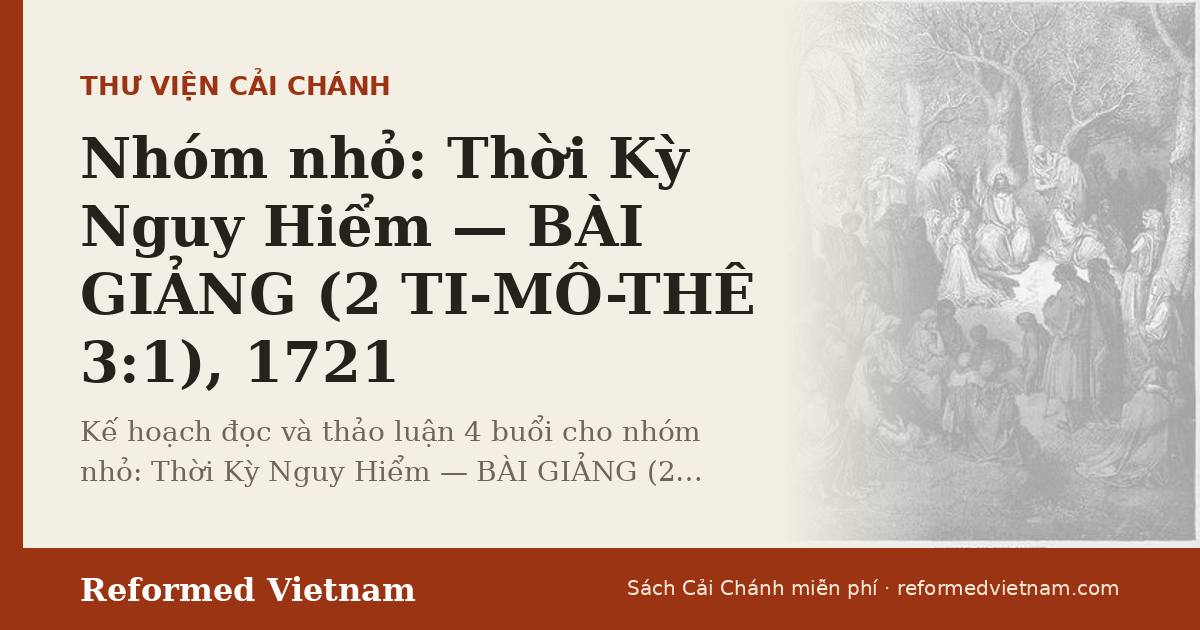 THƯ VIỆN CẢI CHÁNH
Nhóm nhỏ: Thời Kỳ
Nguy Hiểm — BÀI
GIẢNG (2 TI-MÔ-THÊ
3:1), 1721
Kế hoạch đọc và thảo luận 4 buổi cho nhóm
nhỏ: Thời Kỳ Nguy Hiểm — BÀI GIẢNG (2...
Reformed Vietnam
Sách Cải Chánh miễn phí · reformedvietnam.com